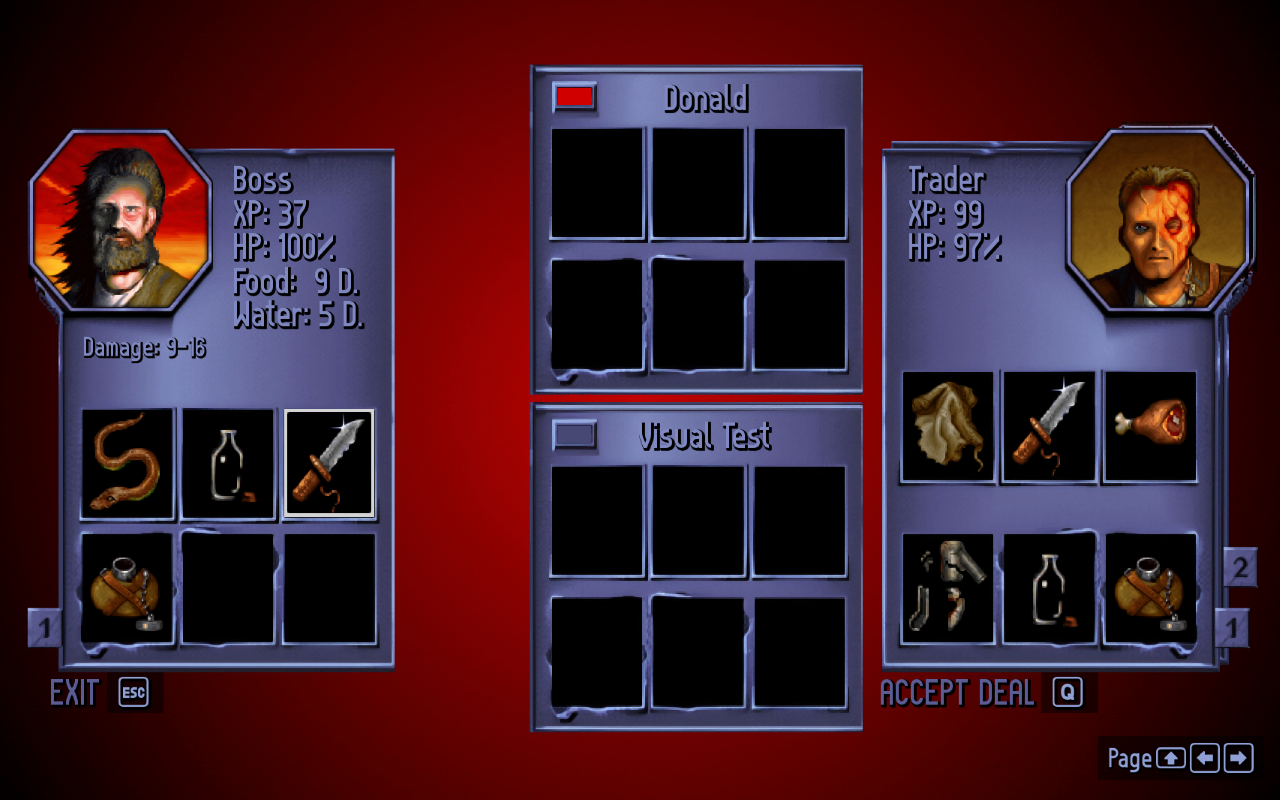 Boss
XP: 37
HP: 100%
Food: 9 D.
Water: 5 D.
Damage: 9-16
1
EXIT ESC
Donald
Visual Test
Trader
XP: 99
HP: 97%
2
1
ACCEPT DEAL Q
Page